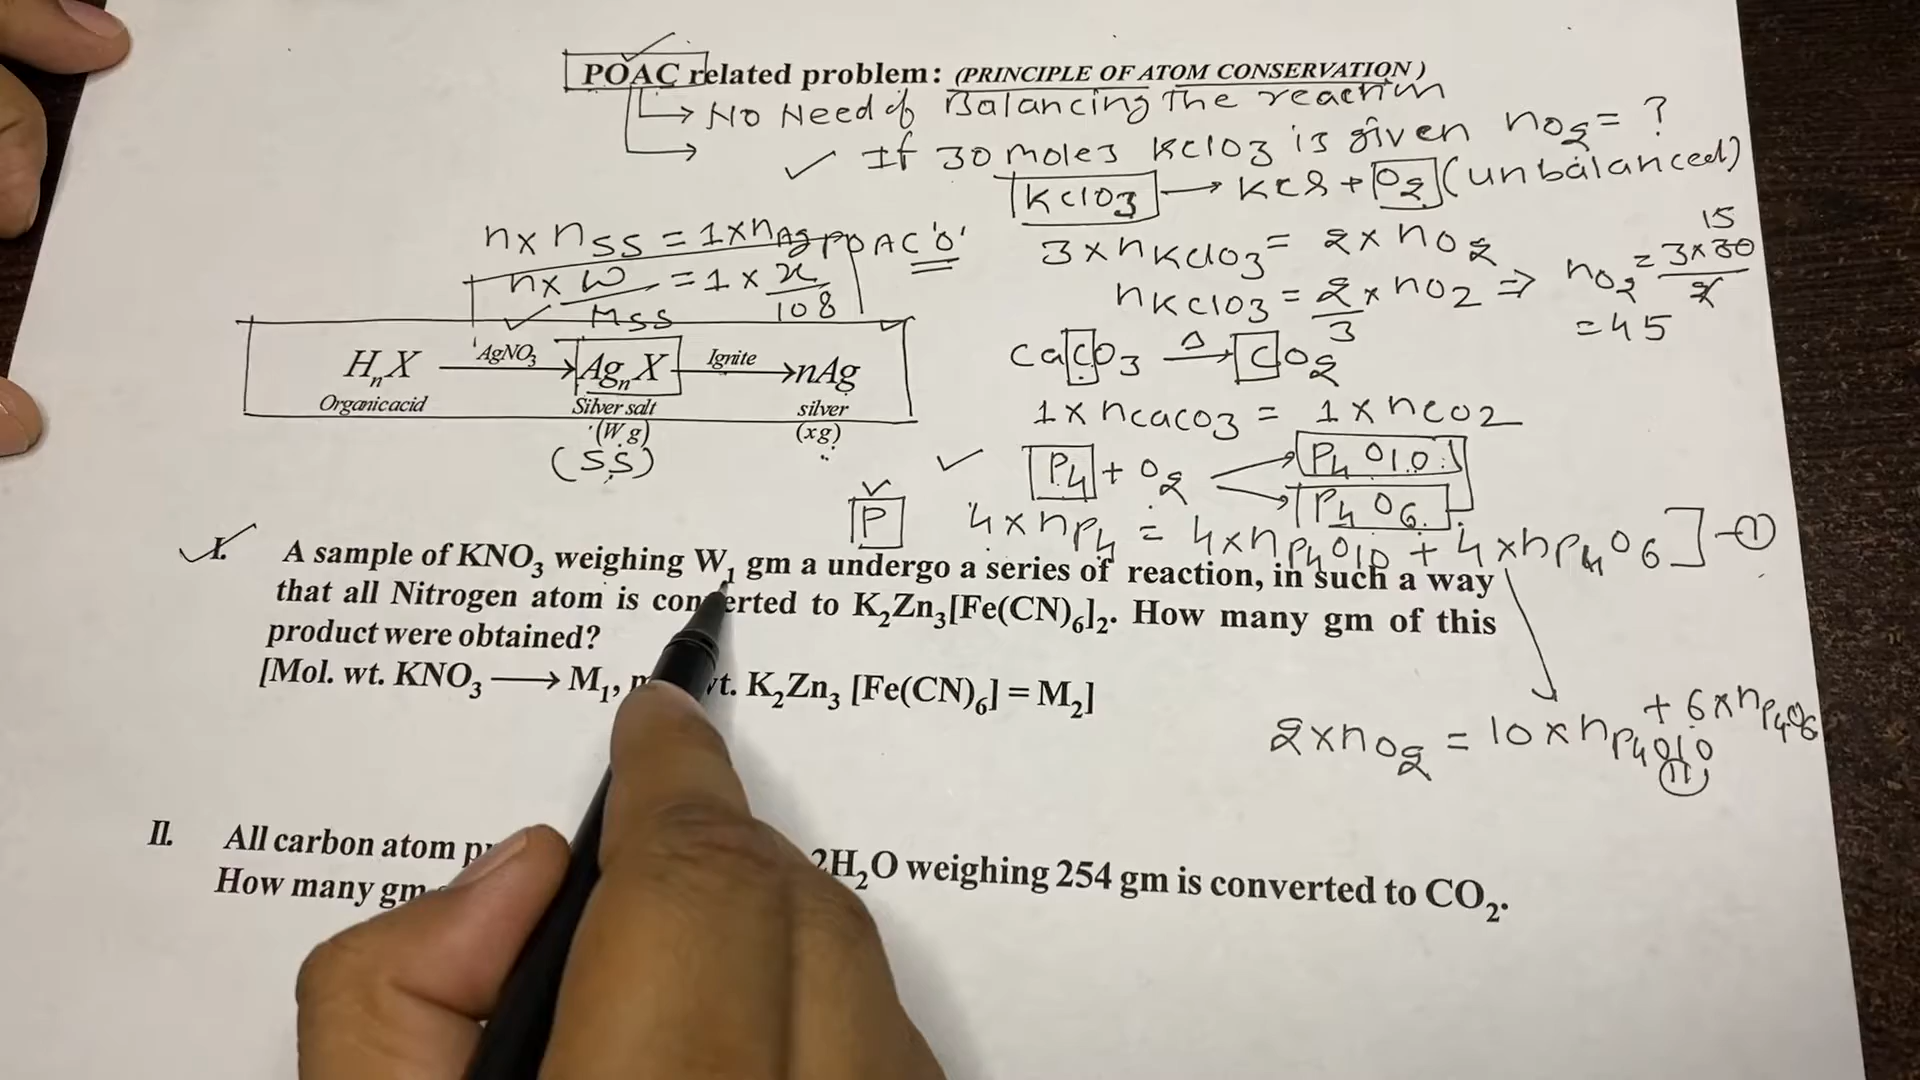 POAC related problem: (PRINCIPLE OF ATOM CONSERVATION)
→ No Need of Balancing The reaction
→
✓ If 30 moles KClO3 is given nO2 = ?
KClO3 → KCl + O2 (unbalanced)
n × nSS = 1 × nAg POAC 'O'
n × W/MSS = 1 × x/108
3 × nKClO3 = 2 × nO2
nKClO3 = 2/3 × nO2 ⇒ nO2 = 3×30/2 15
= 45
HnX AgNO3 → AgnX Ignite → nAg
Organic acid Silver salt silver
(W g) (x g)
(S.S)
CaCO3 Δ → CO2
1 × nCaCO3 = 1 × nCO2
✓ P4 + O2 P4O10
P4O6
P 4 × nP4 = 4 × nP4O10 + 4 × nP4O6] – ①
I. A sample of KNO3 weighing W1 gm a undergo a series of reaction, in such a way
that all Nitrogen atom is converted to K2Zn3[Fe(CN)6]2. How many gm of this
product were obtained?
[Mol. wt. KNO3 → M1, wt. K2Zn3 [Fe(CN)6] = M2]
2 × nO2 = 10 × nP4O10 + 6 × nP4O6
(11)
II. All carbon atom 2H2O weighing 254 gm is converted to CO2.
How many gm